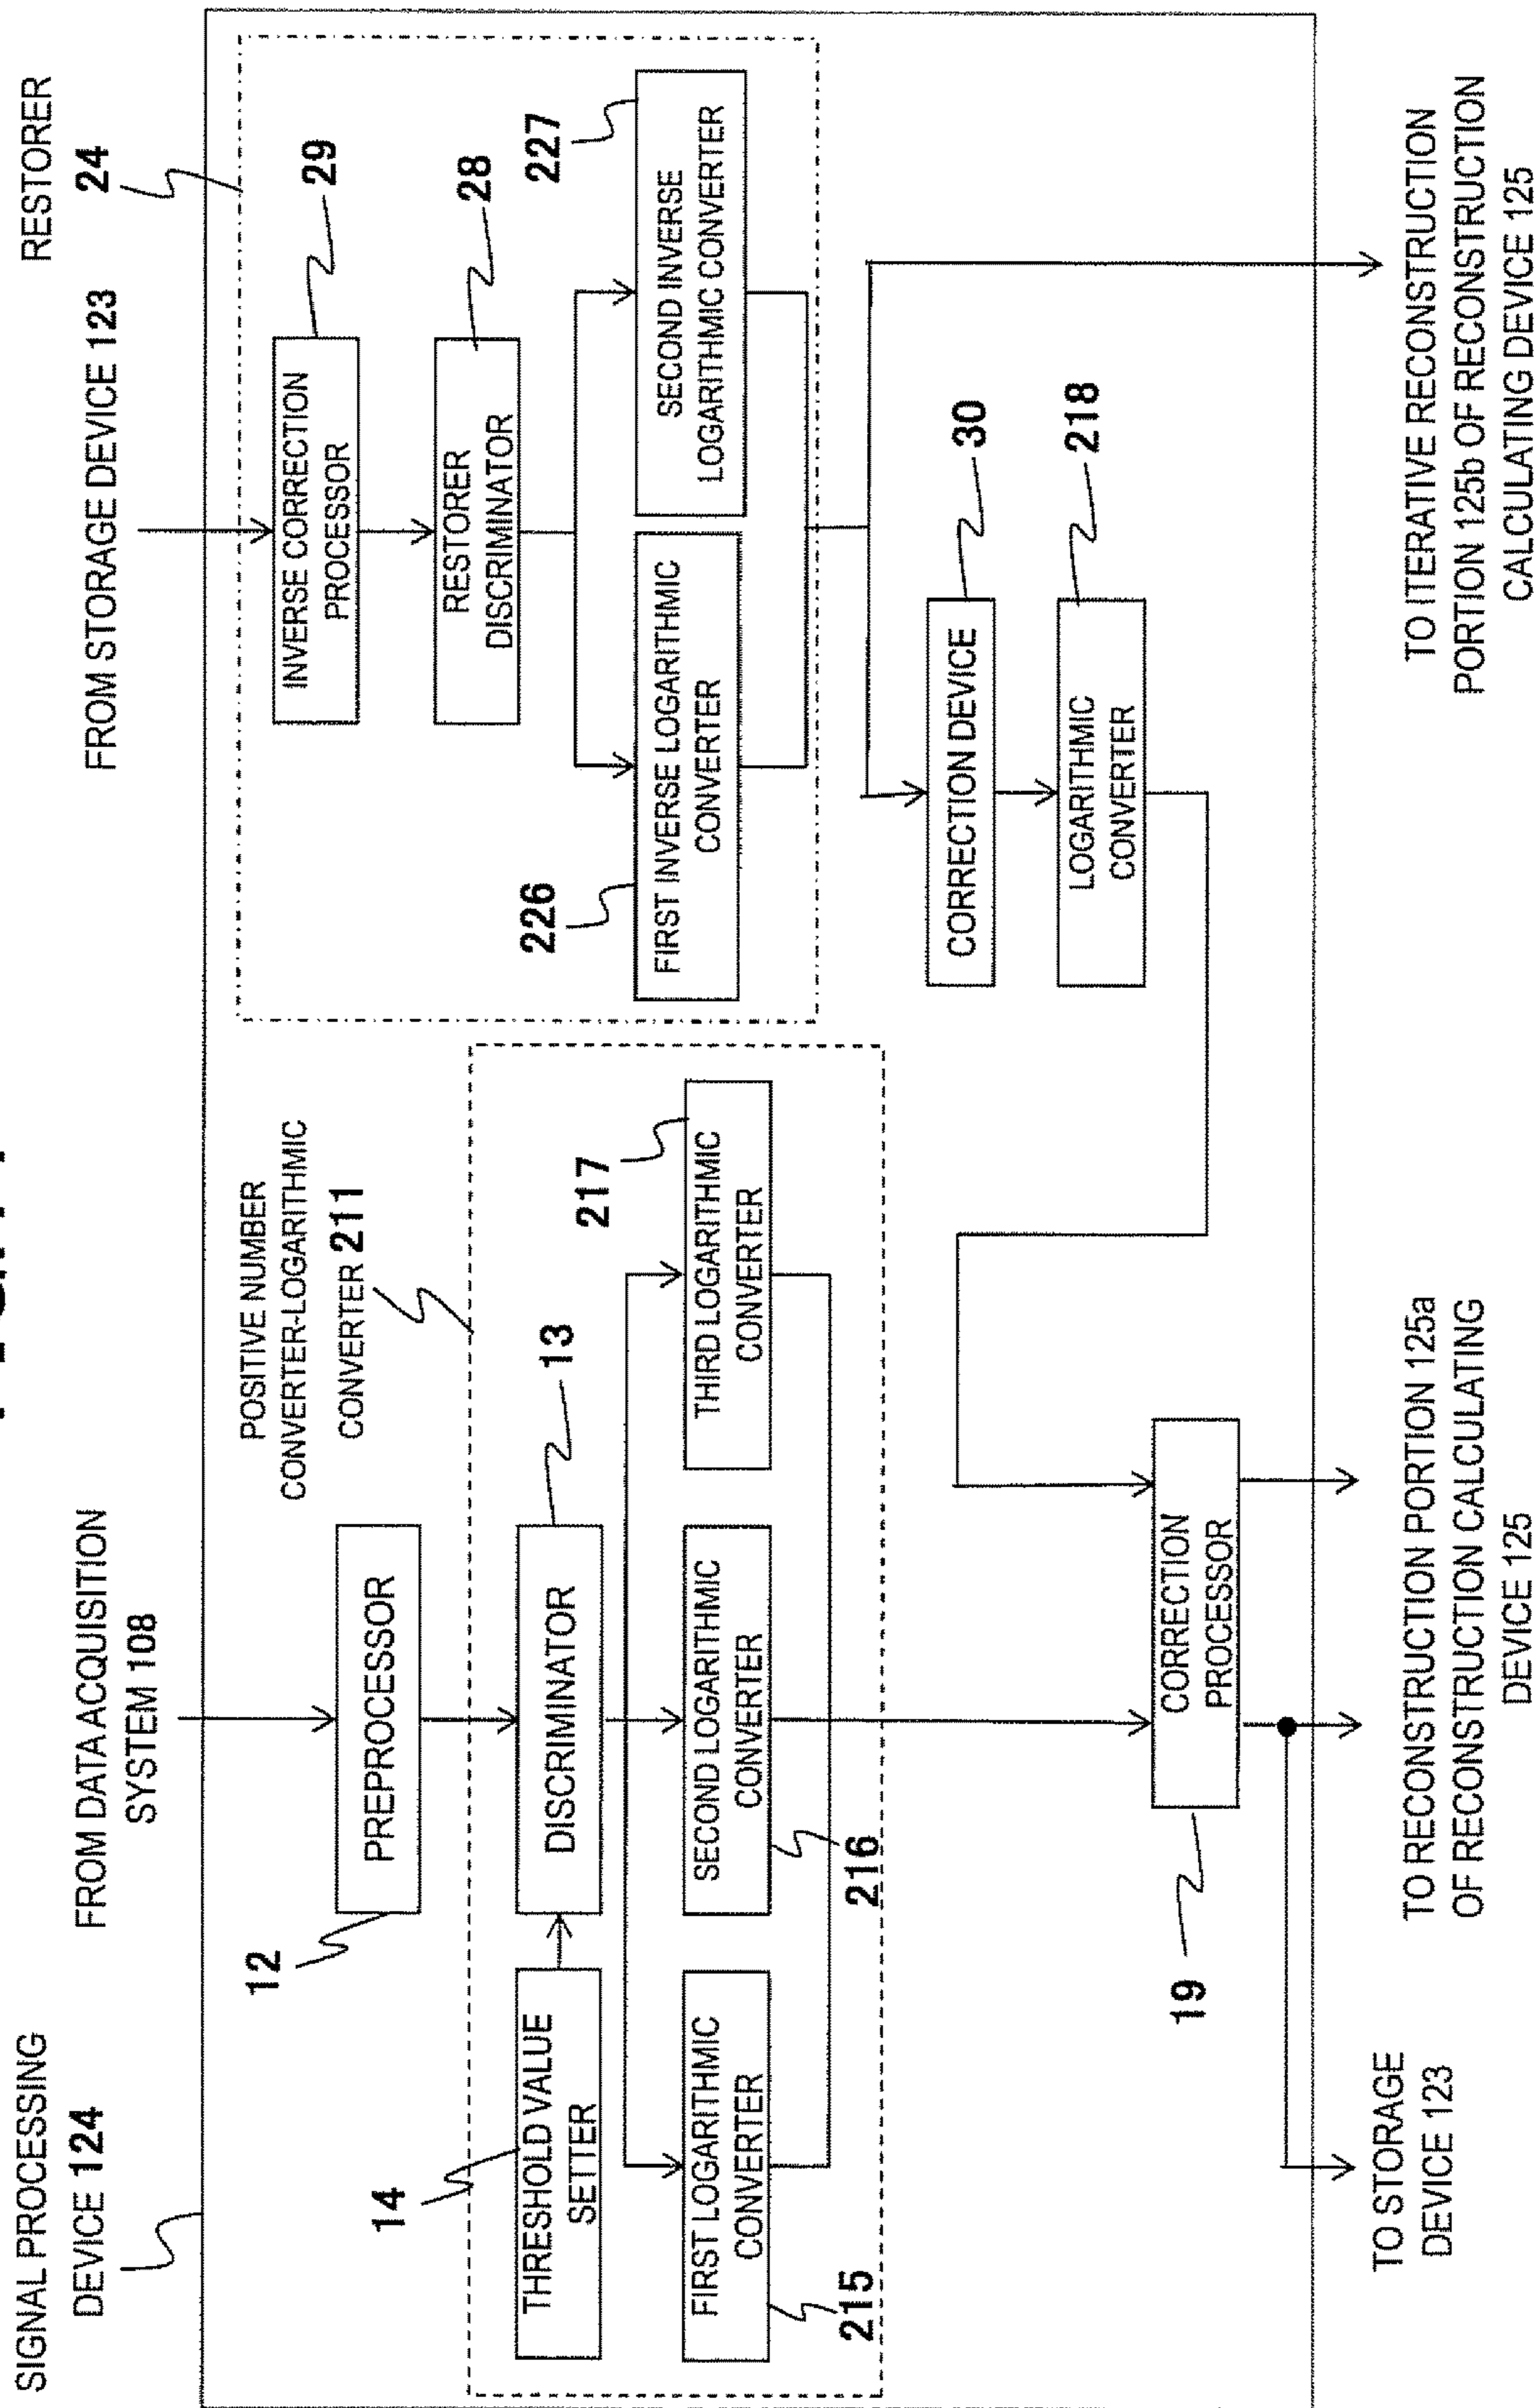 SIGNAL PROCESSING
DEVICE 124
FROM DATA ACQUISITION
SYSTEM 108
FROM STORAGE DEVICE 123
RESTORER
24
12
PREPROCESSOR
POSITIVE NUMBER
CONVERTER-LOGARITHMIC
CONVERTER 211
14
THRESHOLD VALUE
SETTER
DISCRIMINATOR
13
FIRST LOGARITHMIC
CONVERTER
215
SECOND LOGARITHMIC
CONVERTER
216
THIRD LOGARITHMIC
CONVERTER
217
INVERSE CORRECTION
PROCESSOR
29
RESTORER
DISCRIMINATOR
28
226
FIRST INVERSE LOGARITHMIC
CONVERTER
SECOND INVERSE
LOGARITHMIC CONVERTER
227
CORRECTION DEVICE
30
LOGARITHMIC
CONVERTER
218
CORRECTION
PROCESSOR
19
TO STORAGE
DEVICE 123
TO RECONSTRUCTION PORTION 125a
OF RECONSTRUCTION CALCULATING
DEVICE 125
TO ITERATIVE RECONSTRUCTION
PORTION 125b OF RECONSTRUCTION
CALCULATING DEVICE 125